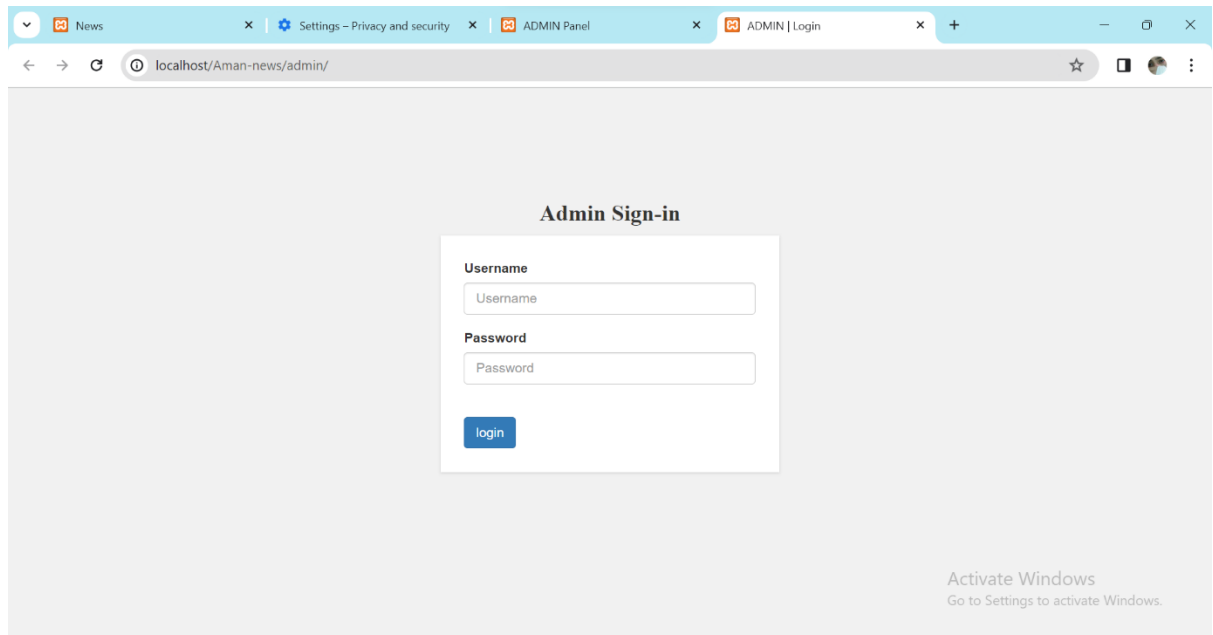 News
Settings – Privacy and security
ADMIN Panel
ADMIN | Login
localhost/Aman-news/admin/
Admin Sign-in
Username
Username
Password
Password
login
Activate Windows
Go to Settings to activate Windows.